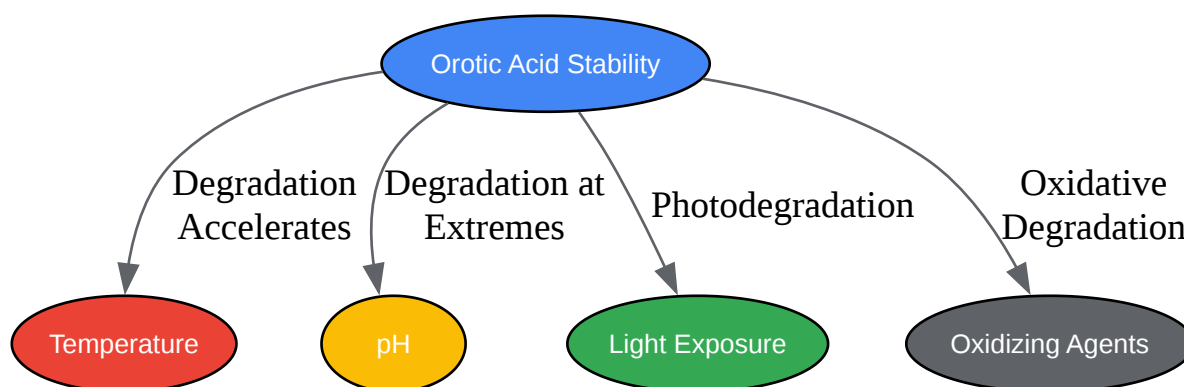 Orotic Acid Stability
Degradation
Accelerates
Degradation at
Extremes
Photodegradation
Oxidative
Degradation
Temperature
pH
Light Exposure
Oxidizing Agents